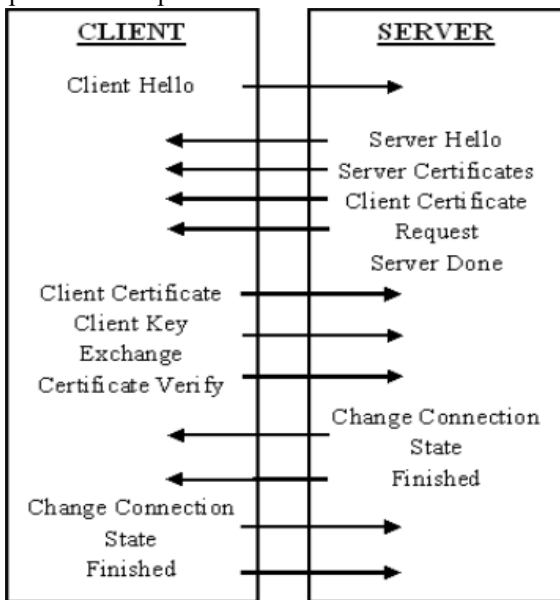 CLIENT
SERVER
Client Hello
Server Hello
Server Certificates
Client Certificate
Request
Server Done
Client Certificate
Client Key
Exchange
Certificate Verify
Change Connection
State
Finished
Change Connection
State
Finished